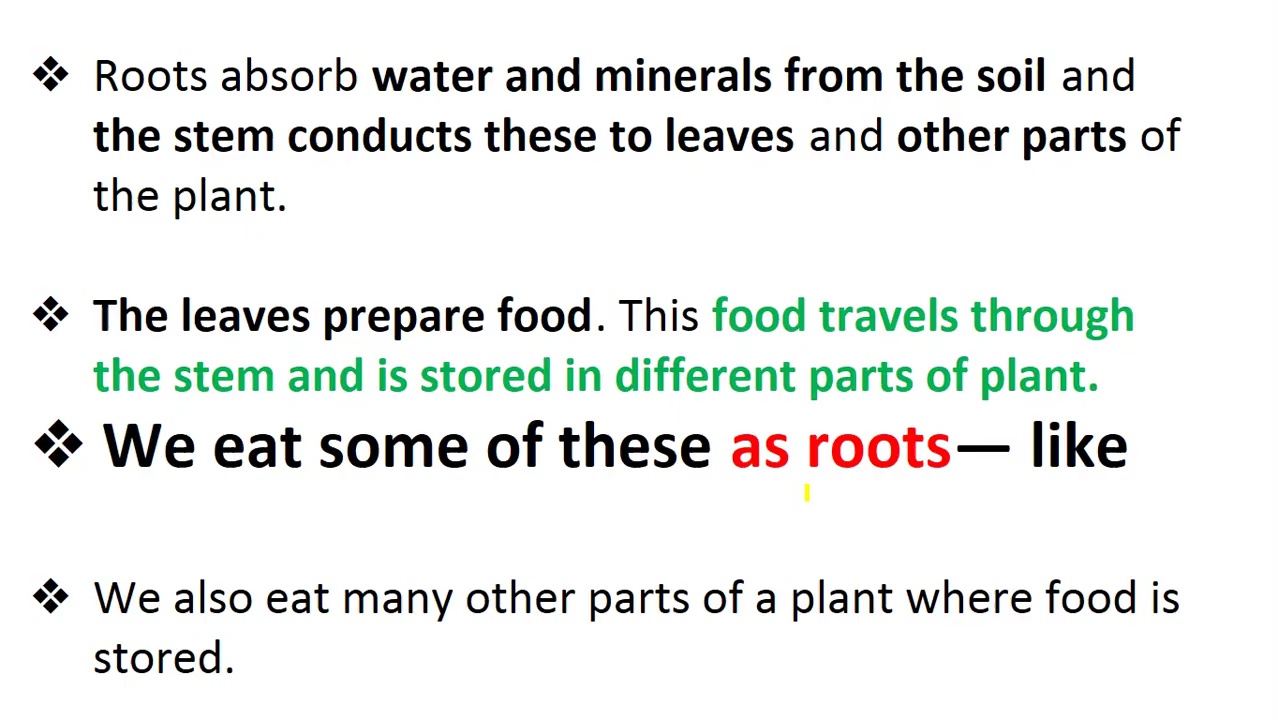 ❖ Roots absorb water and minerals from the soil and
the stem conducts these to leaves and other parts of
the plant.
❖ The leaves prepare food. This food travels through
the stem and is stored in different parts of plant.
❖ We eat some of these as roots— like
❖ We also eat many other parts of a plant where food is
stored.